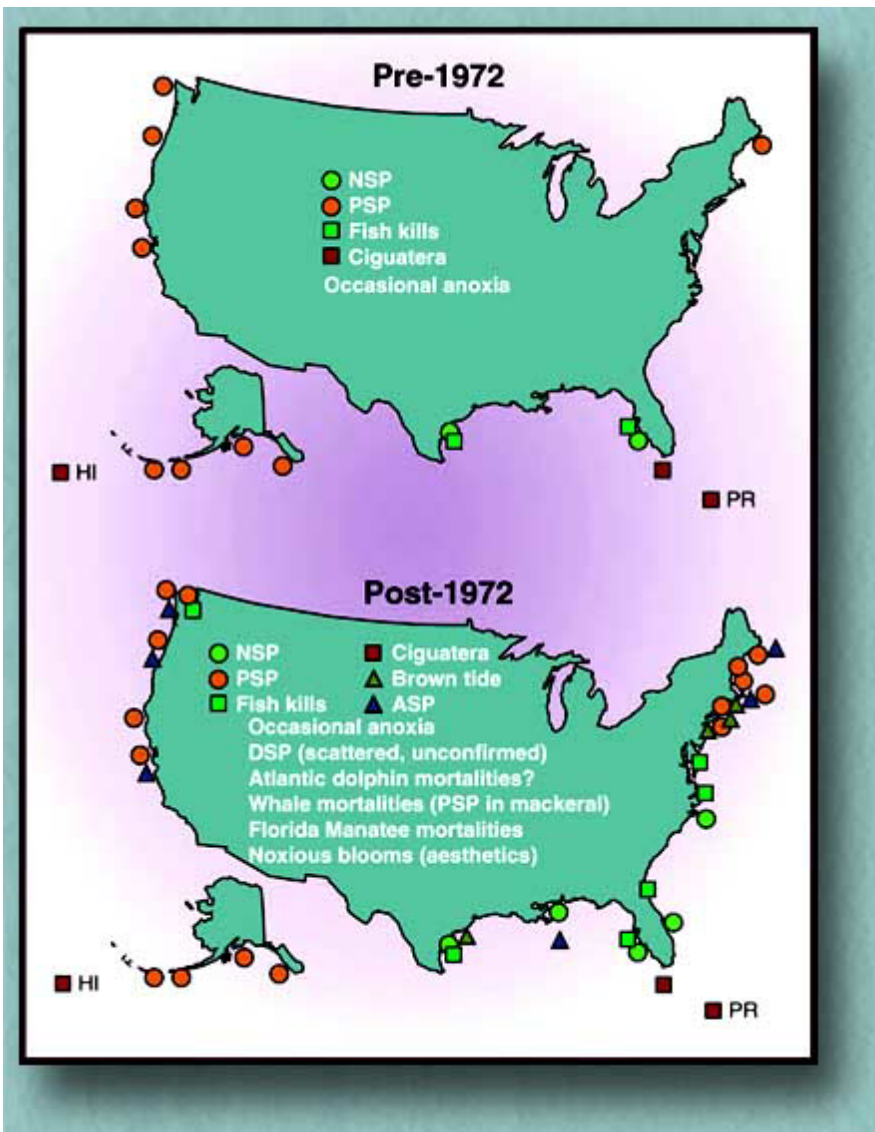 Pre-1972
NSP
PSP
Fish kills
Ciguatera
Occasional anoxia
HI
PR
Post-1972
NSP
PSP
Fish kills
Ciguatera
Brown tide
ASP
Occasional anoxia
DSP (scattered, unconfirmed)
Atlantic dolphin mortalities?
Whale mortalities (PSP in mackeral)
Florida Manatee mortalities
Noxious blooms (aesthetics)
HI
PR